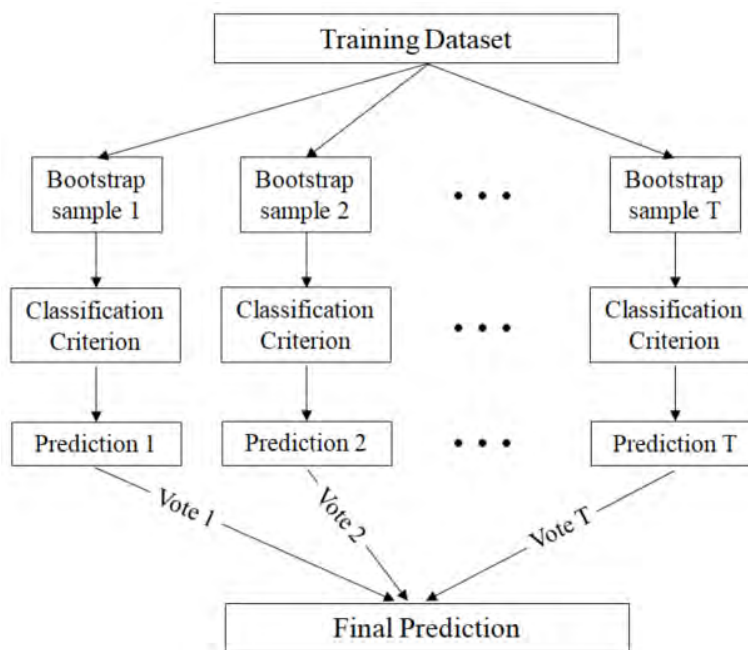 Training Dataset
Bootstrap
sample 1
Bootstrap
sample 2
Bootstrap
sample T
Classification
Criterion
Classification
Criterion
Classification
Criterion
Prediction 1
Prediction 2
Prediction T
Vote 1
Vote 2
Vote T
Final Prediction